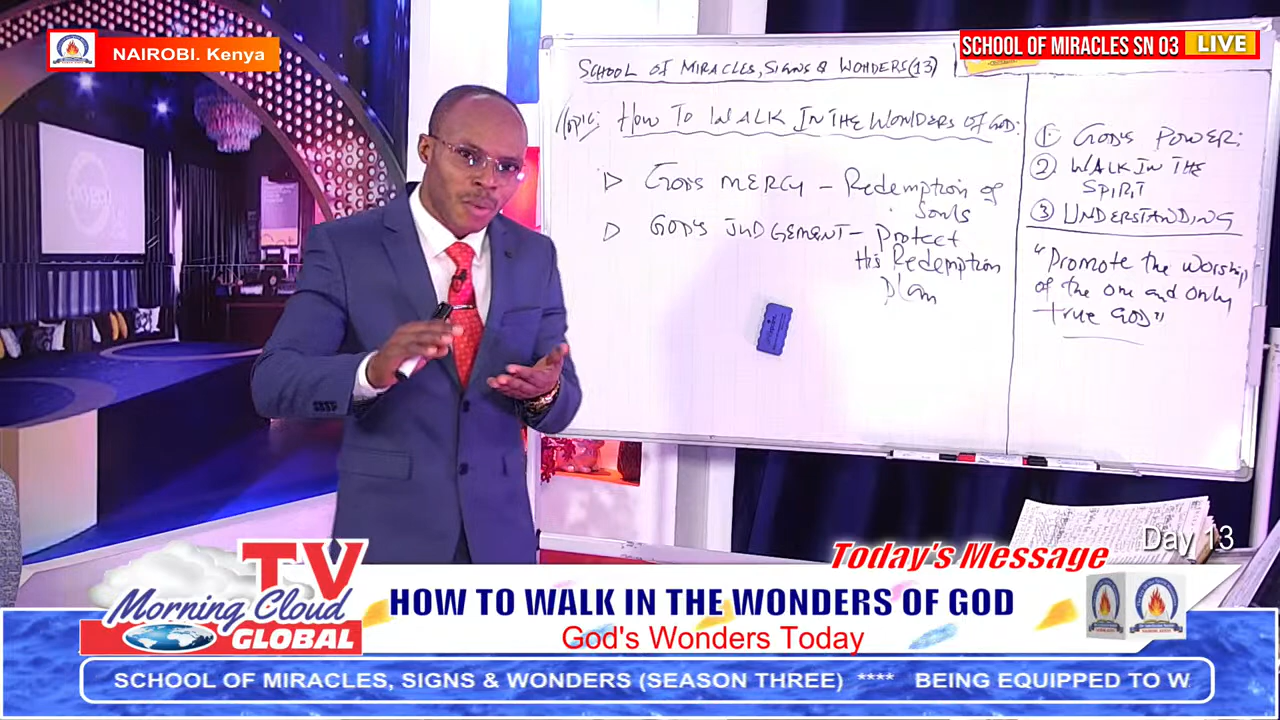 NAIROBI. Kenya
SCHOOL OF MIRACLES SN 03 LIVE
SCHOOL OF MIRACLES, SIGNS & WONDERS (13)
Topic: HOW TO WALK IN THE WONDERS OF GOD:
GOD'S MERCY – Redemption of
Souls
GOD'S JUDGEMENT – Protect
His Redemption
Plan
① GOD'S POWER:
② WALK IN THE
SPIRIT
③ UNDERSTANDING
"Promote the worship
of the one and only
true GOD"
Day 13
Today's Message
TV
Morning Cloud
GLOBAL
HOW TO WALK IN THE WONDERS OF GOD
God's Wonders Today
SCHOOL OF MIRACLES, SIGNS & WONDERS (SEASON THREE) **** BEING EQUIPPED TO W